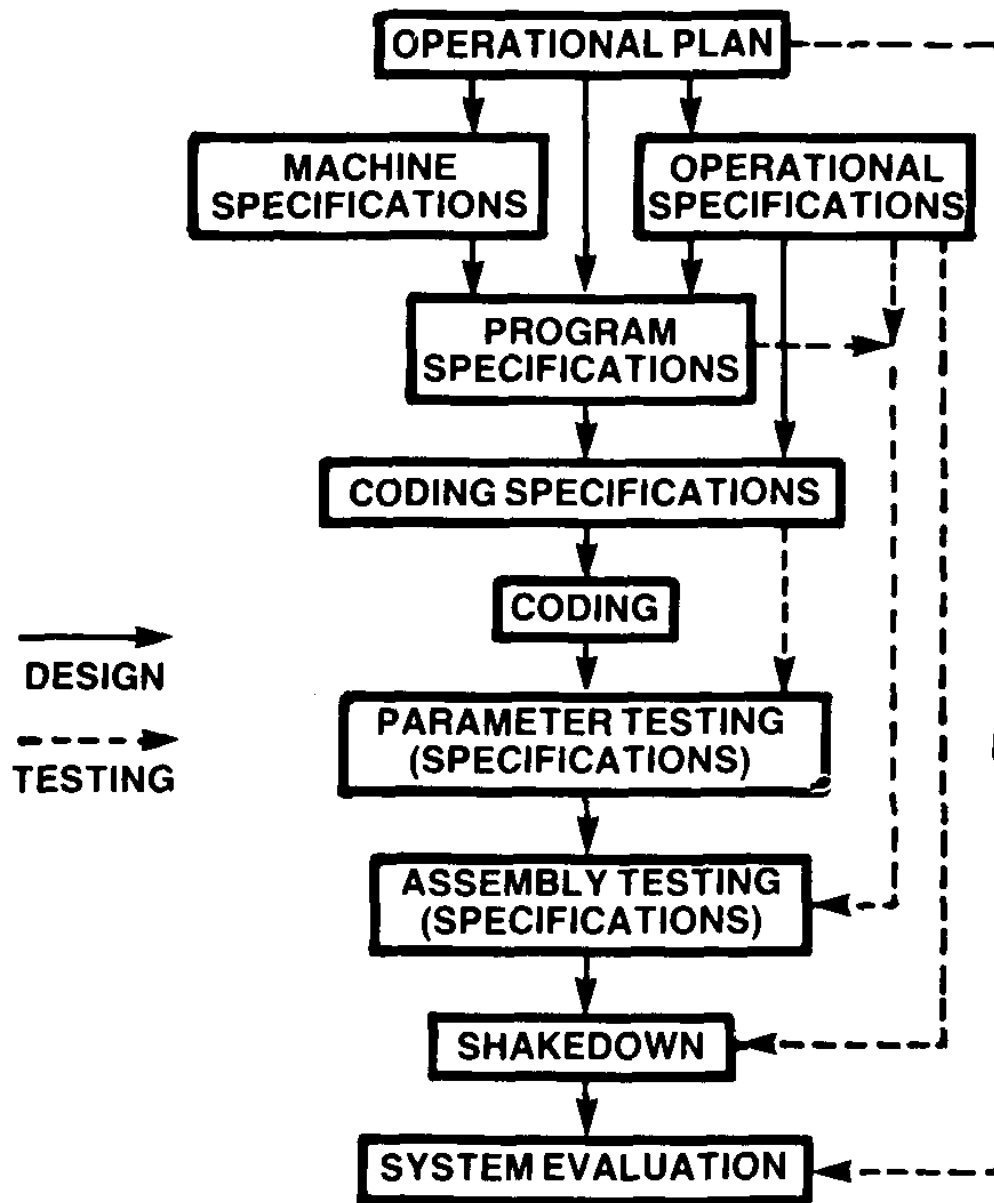 OPERATIONAL PLAN
MACHINE
SPECIFICATIONS
OPERATIONAL
SPECIFICATIONS
PROGRAM
SPECIFICATIONS
CODING SPECIFICATIONS
CODING
DESIGN
TESTING
PARAMETER TESTING
(SPECIFICATIONS)
ASSEMBLY TESTING
(SPECIFICATIONS)
SHAKEDOWN
SYSTEM EVALUATION